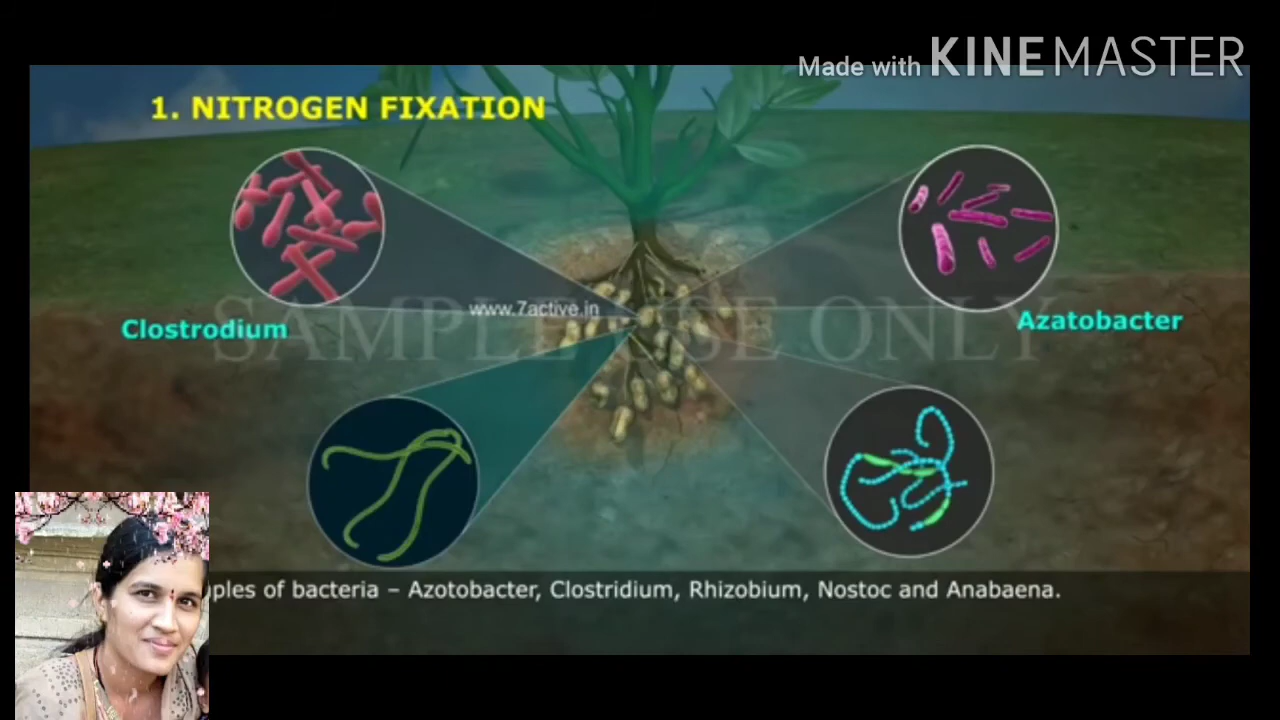 Made with KINEMASTER
1. NITROGEN FIXATION
www.7active.in
SAMPLE USE ONLY
Clostrodium
Azatobacter
ples of bacteria – Azotobacter, Clostridium, Rhizobium, Nostoc and Anabaena.